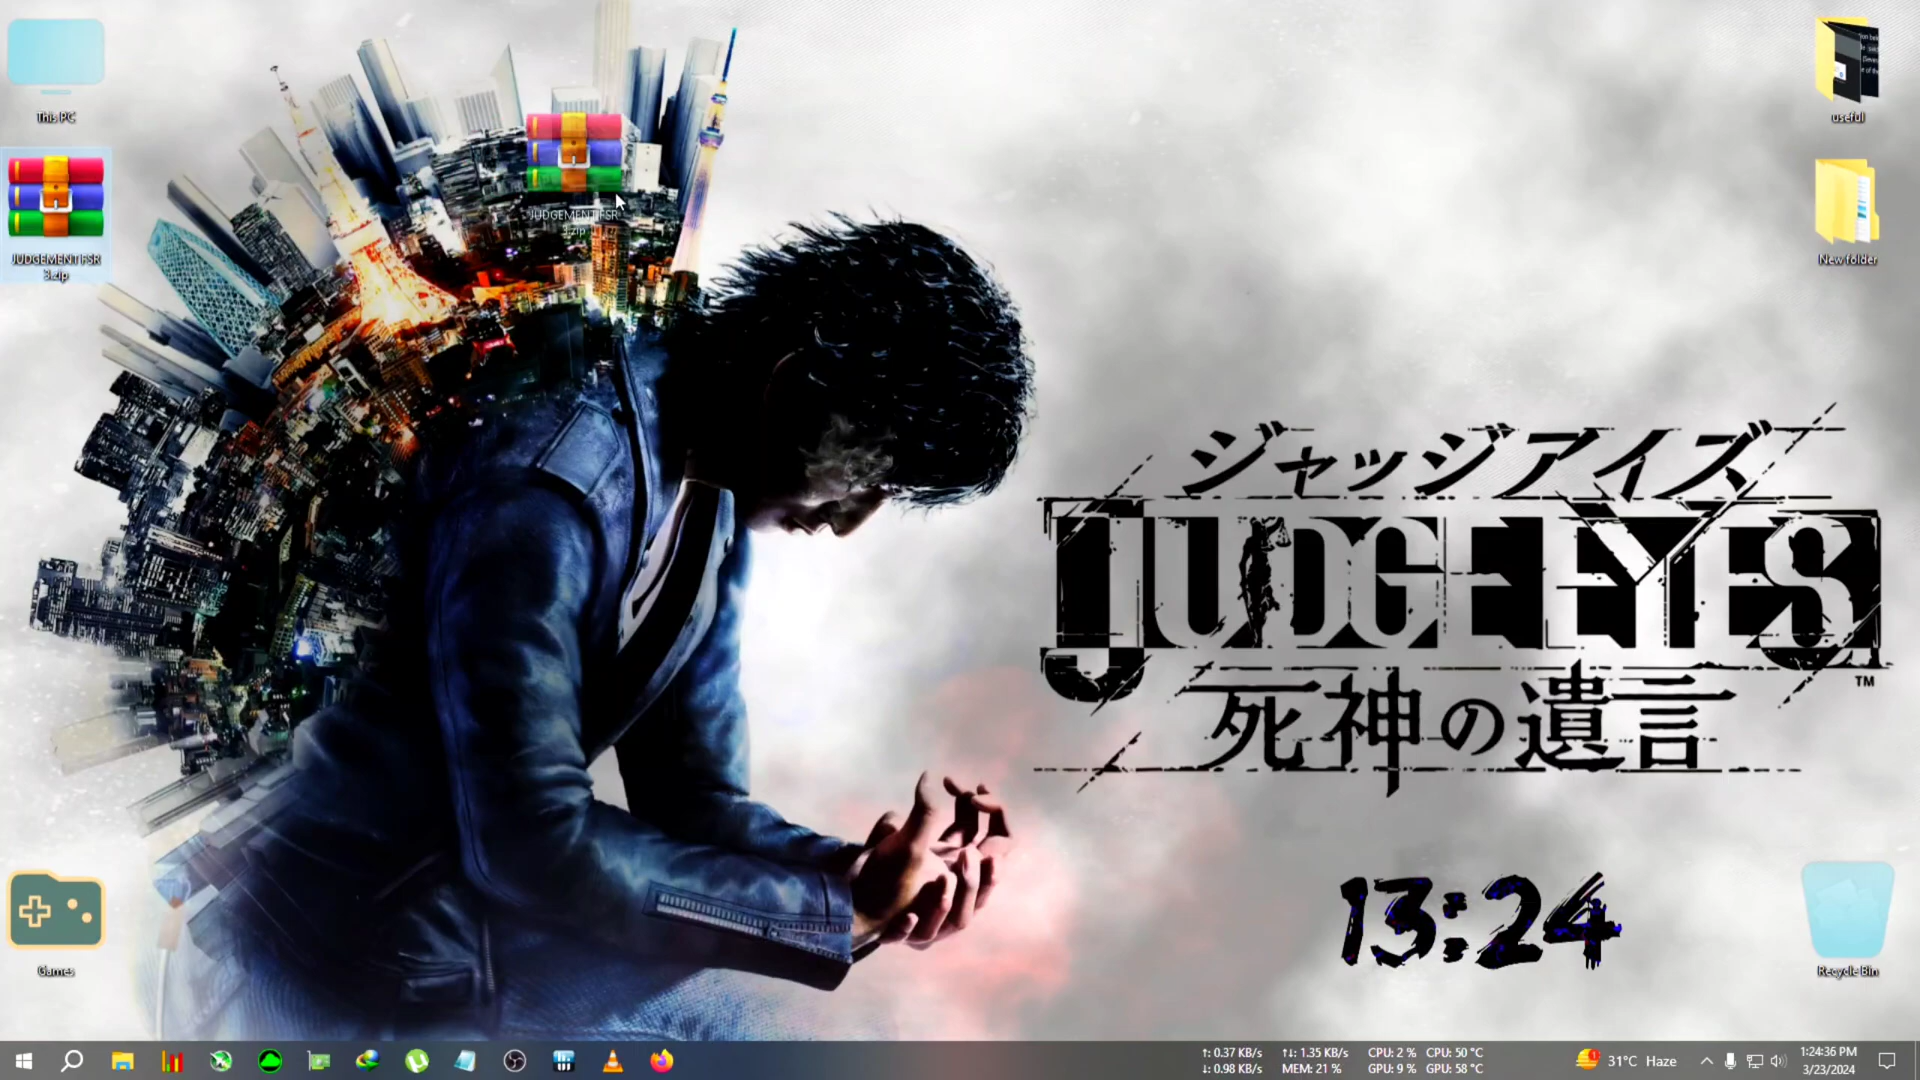 This PC
JUDGEMENT FSR
3.zip
JUDGEMENT FSR
3.zip
useful
New folder
ジャッジアイズ
JUDGE EYES
死神の遺言
TM
13:24
Games
Recycle Bin
↑: 0.37 KB/s
↓: 0.98 KB/s
↑↓: 1.35 KB/s
MEM: 21 %
CPU: 2 %
GPU: 9 %
CPU: 50 °C
GPU: 58 °C
1
31°C Haze
1:24:36 PM
3/23/2024